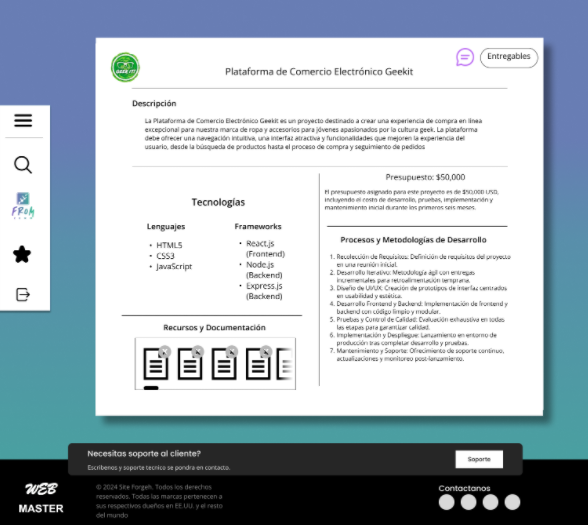 GEEK IT!
Plataforma de Comercio Electrónico Geekit
Entregables
Descripción
La Plataforma de Comercio Electrónico Geekit es un proyecto destinado a crear una experiencia de compra en línea
excepcional para nuestra marca de ropa y accesorios para jóvenes apasionados por la cultura geek. La plataforma
debe ofrecer una navegación intuitiva, una interfaz atractiva y funcionalidades que mejoren la experiencia del
usuario, desde la búsqueda de productos hasta el proceso de compra y seguimiento de pedidos
Tecnologías
Lenguajes
• HTML5
• CSS3
• JavaScript
Frameworks
• React.js
(Frontend)
• Node.js
(Backend)
• Express.js
(Backend)
Recursos y Documentación
Presupuesto: $50,000
El presupuesto asignado para este proyecto es de $50,000 USD,
incluyendo el costo de desarrollo, pruebas, implementación y
mantenimiento inicial durante los primeros seis meses.
Procesos y Metodologías de Desarrollo
1. Recolección de Requisitos: Definición de requisitos del proyecto
en una reunión inicial.
2. Desarrollo Iterativo: Metodología ágil con entregas
incrementales para retroalimentación temprana.
3. Diseño de UI/UX: Creación de prototipos de interfaz centrados
en usabilidad y estética.
4. Desarrollo Frontend y Backend: Implementación de frontend y
backend con código limpio y modular.
5. Pruebas y Control de Calidad: Evaluación exhaustiva en todas
las etapas para garantizar calidad.
6. Implementación y Despliegue: Lanzamiento en entorno de
producción tras completar desarrollo y pruebas.
7. Mantenimiento y Soporte: Ofrecimiento de soporte continuo,
actualizaciones y monitoreo post-lanzamiento.
Necesitas soporte al cliente?
Escribenos y soporte tecnico se pondra en contacto.
Soporte
WEB
MASTER
© 2024 Site Forgeh. Todos los derechos
reservados. Todas las marcas pertenecen a
sus respectivos dueños en EE.UU. y el resto
del mundo
Contactanos